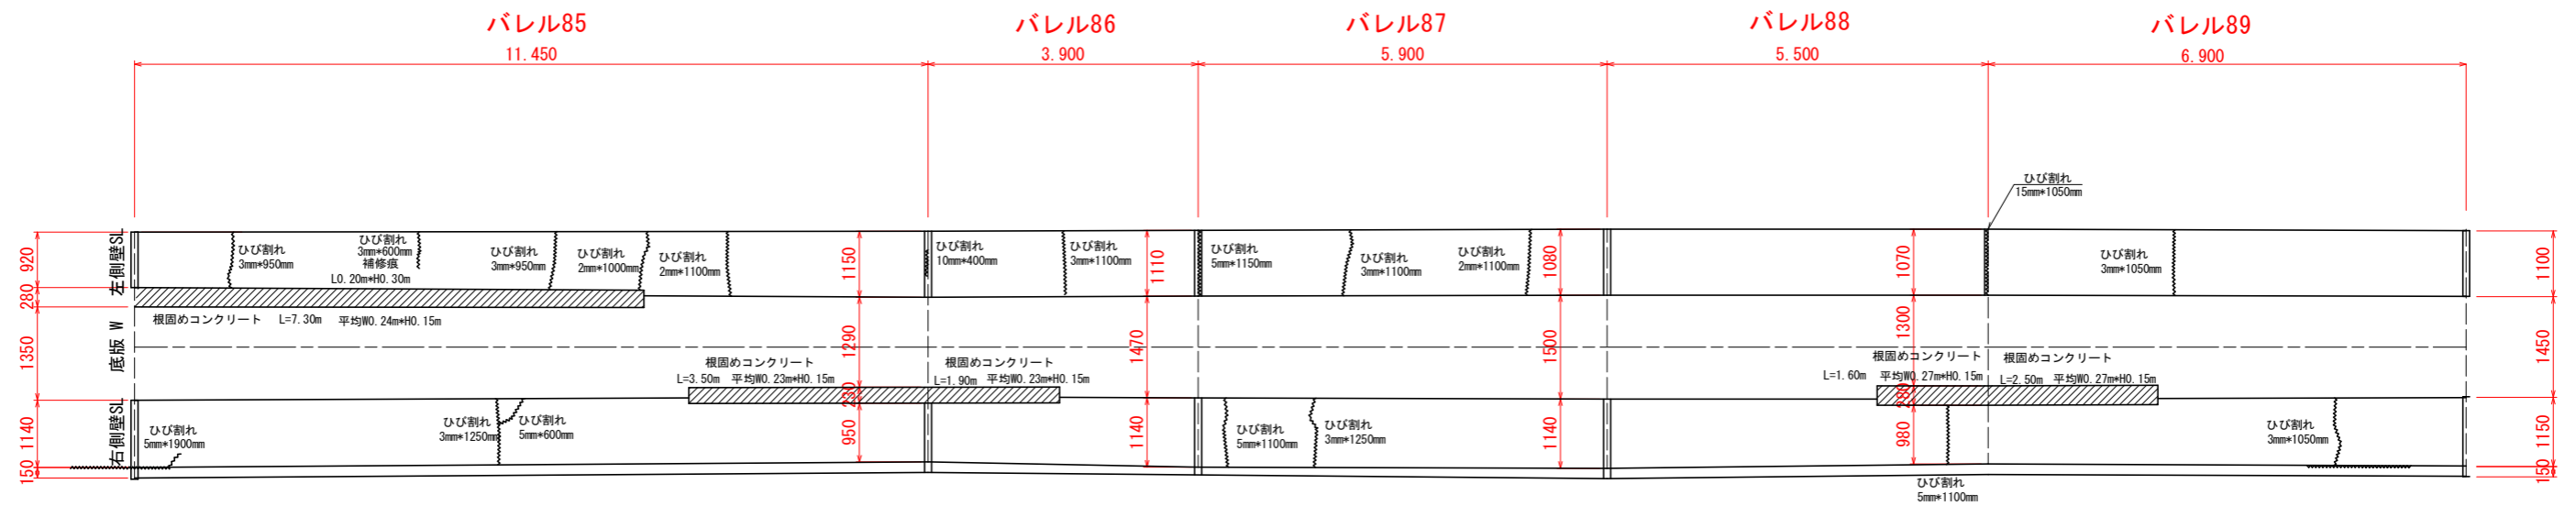 バレル85
バレル86
バレル87
バレル88
バレル89
11.450
3.900
5.900
5.500
6.900
ひび割れ
15mm*1050mm
左側壁SL
底版 W
右側壁SL
920
280
1350
1140
150
ひび割れ
3mm*950mm
ひび割れ
3mm*600mm
補修痕
L0.20m*H0.30m
ひび割れ
3mm*950mm
ひび割れ
2mm*1000mm
ひび割れ
2mm*1100mm
1150
ひび割れ
10mm*400mm
ひび割れ
3mm*1100mm
1110
ひび割れ
5mm*1150mm
ひび割れ
3mm*1100mm
ひび割れ
2mm*1100mm
1080
1070
ひび割れ
3mm*1050mm
1100
根固めコンクリート L=7.30m 平均W0.24m*H0.15m
1290
1470
1500
1300
1450
根固めコンクリート
L=3.50m 平均W0.23m*H0.15m
根固めコンクリート
L=1.90m 平均W0.23m*H0.15m
根固めコンクリート
L=1.60m 平均W0.27m*H0.15m
根固めコンクリート
L=2.50m 平均W0.27m*H0.15m
230
280
ひび割れ
5mm*1900mm
ひび割れ
3mm*1250mm
ひび割れ
5mm*600mm
950
1140
ひび割れ
5mm*1100mm
ひび割れ
3mm*1250mm
1140
980
ひび割れ
5mm*1100mm
ひび割れ
3mm*1050mm
1150
150